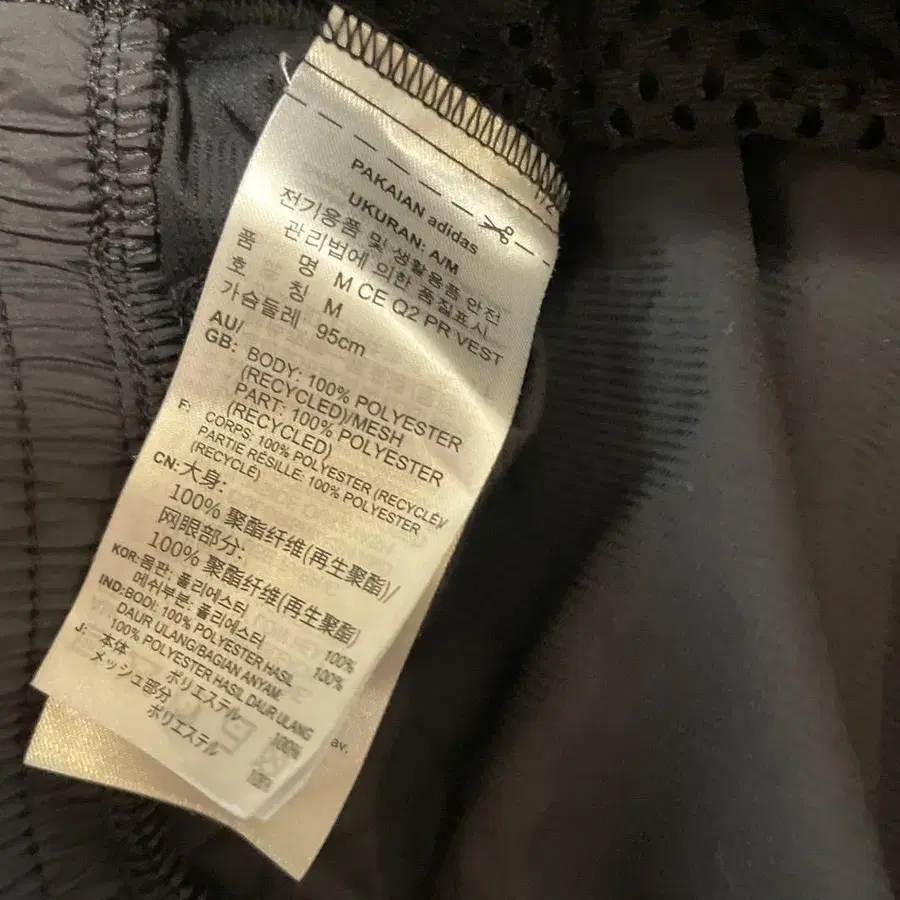 1/2
PAKAIAN adidas
UKURAN: A/M
전기용품 및 생활용품 안전
관리법에 의한 품질표시
품 명 M CE Q2 PR VEST
호 칭 M
가슴둘레 95cm
AU/
GB: BODY: 100% POLYESTER
(RECYCLED)/MESH
PART: 100% POLYESTER
(RECYCLED)
F: CORPS: 100% POLYESTER (RECYCLÉ)/
PARTIE RÉSILLE: 100% POLYESTER
(RECYCLÉ)
CN: 大身:
100% 聚酯纤维(再生聚酯)/
网眼部分:
100% 聚酯纤维(再生聚酯)
KOR: 몸판: 폴리에스터 100%
메쉬부분: 폴리에스터 100%
IND: BODI: 100% POLYESTER HASIL
DAUR ULANG/BAGIAN ANYAM:
100% POLYESTER HASIL DAUR ULANG
J: 本体 ポリエステル 100%
メッシュ部分
ポリエステル 100%
av.